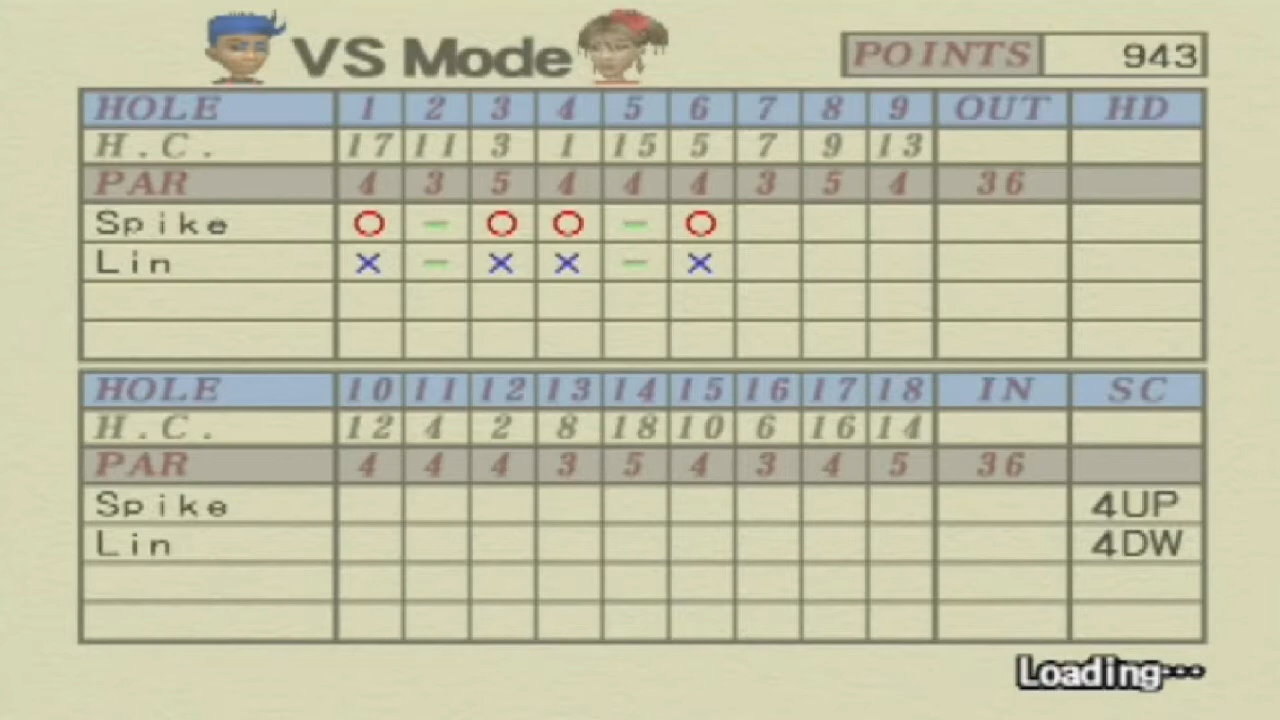 VS Mode POINTS 943
HOLE 1 2 3 4 5 6 7 8 9 OUT HD
H.C. 17 11 3 1 15 5 7 9 13
PAR 4 3 5 4 4 4 3 5 4 36
Spike O - O O - O
Lin × - × × - ×
HOLE 10 11 12 13 14 15 16 17 18 IN SC
H.C. 12 4 2 8 18 10 6 16 14
PAR 4 4 4 3 5 4 3 4 5 36
Spike 4UP
Lin 4DW
Loading…